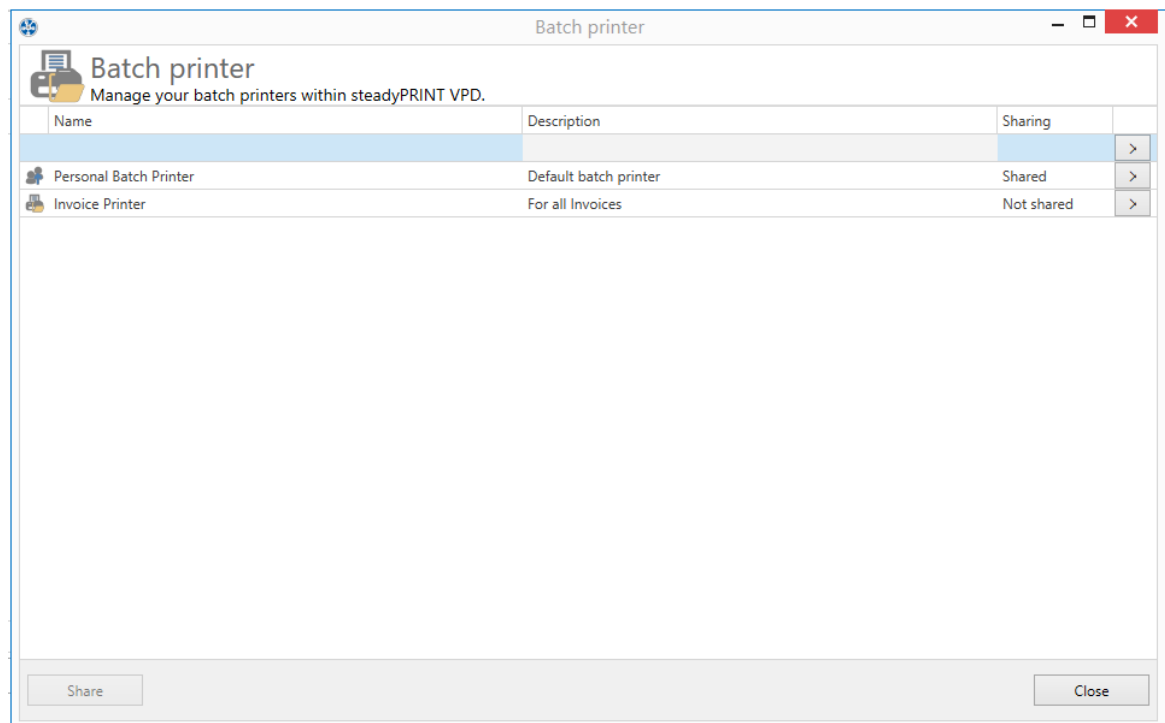 Batch printer
Batch printer
Manage your batch printers within steadyPRINT VPD.
Name Description Sharing
>
Personal Batch Printer Default batch printer Shared >
Invoice Printer For all Invoices Not shared >
Share Close